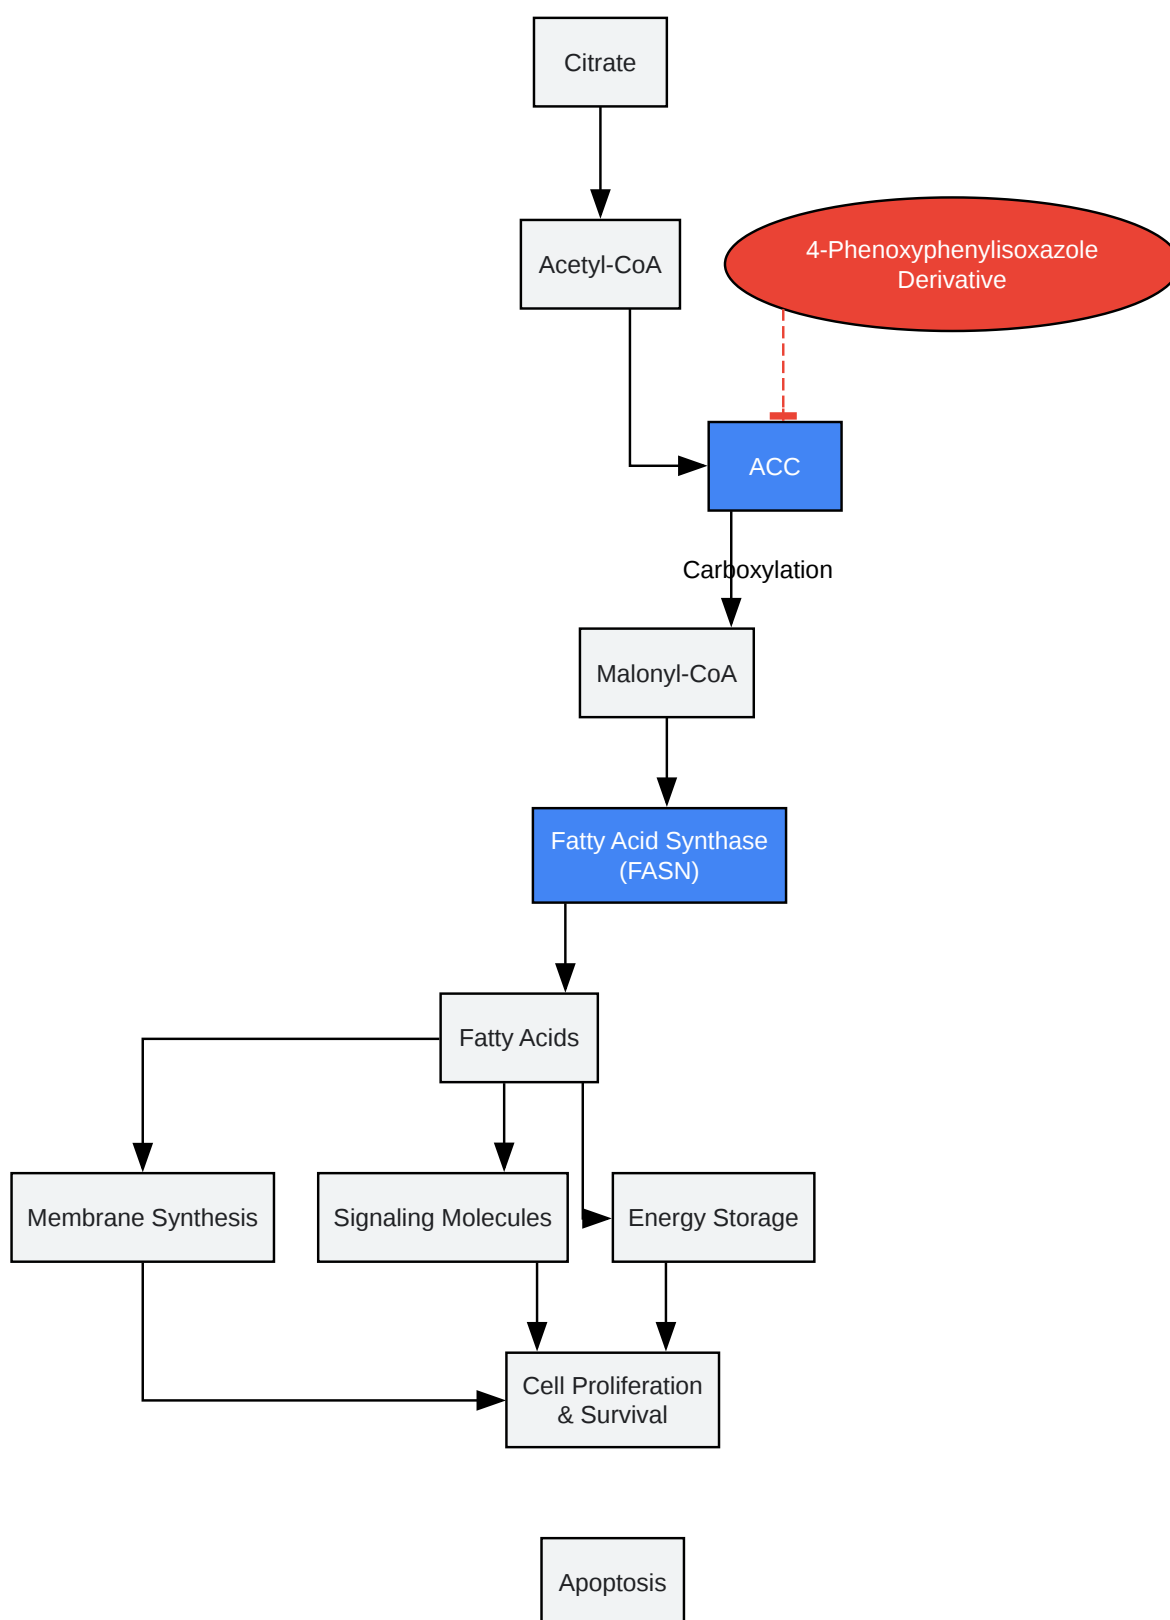 Citrate
Acetyl-CoA
4-Phenoxyphenylisoxazole
Derivative
ACC
Carboxylation
Malonyl-CoA
Fatty Acid Synthase
(FASN)
Fatty Acids
Membrane Synthesis
Signaling Molecules
Energy Storage
Cell Proliferation
& Survival
Apoptosis